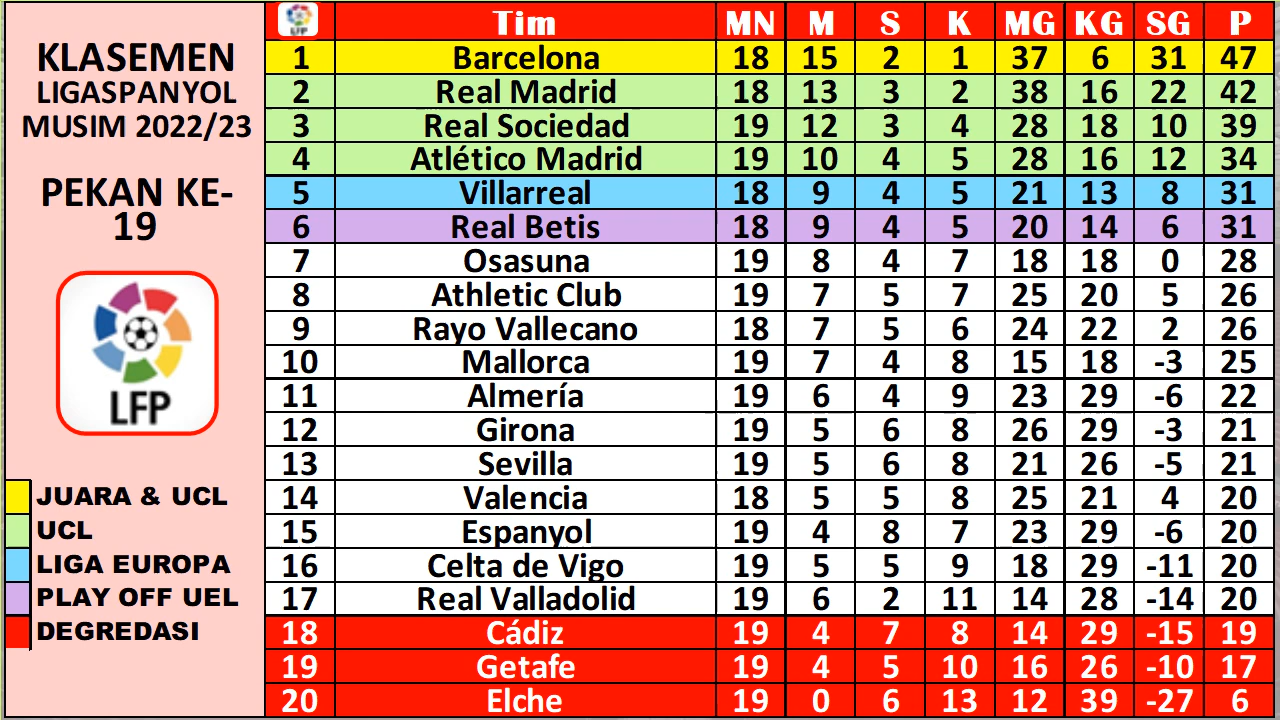 KLASEMEN
LIGASPANYOL
MUSIM 2022/23
PEKAN KE-
19
LFP
JUARA & UCL
UCL
LIGA EUROPA
PLAY OFF UEL
DEGREDASI
LFP Tim MN M S K MG KG SG P
1 Barcelona 18 15 2 1 37 6 31 47
2 Real Madrid 18 13 3 2 38 16 22 42
3 Real Sociedad 19 12 3 4 28 18 10 39
4 Atlético Madrid 19 10 4 5 28 16 12 34
5 Villarreal 18 9 4 5 21 13 8 31
6 Real Betis 18 9 4 5 20 14 6 31
7 Osasuna 19 8 4 7 18 18 0 28
8 Athletic Club 19 7 5 7 25 20 5 26
9 Rayo Vallecano 18 7 5 6 24 22 2 26
10 Mallorca 19 7 4 8 15 18 -3 25
11 Almería 19 6 4 9 23 29 -6 22
12 Girona 19 5 6 8 26 29 -3 21
13 Sevilla 19 5 6 8 21 26 -5 21
14 Valencia 18 5 5 8 25 21 4 20
15 Espanyol 19 4 8 7 23 29 -6 20
16 Celta de Vigo 19 5 5 9 18 29 -11 20
17 Real Valladolid 19 6 2 11 14 28 -14 20
18 Cádiz 19 4 7 8 14 29 -15 19
19 Getafe 19 4 5 10 16 26 -10 17
20 Elche 19 0 6 13 12 39 -27 6